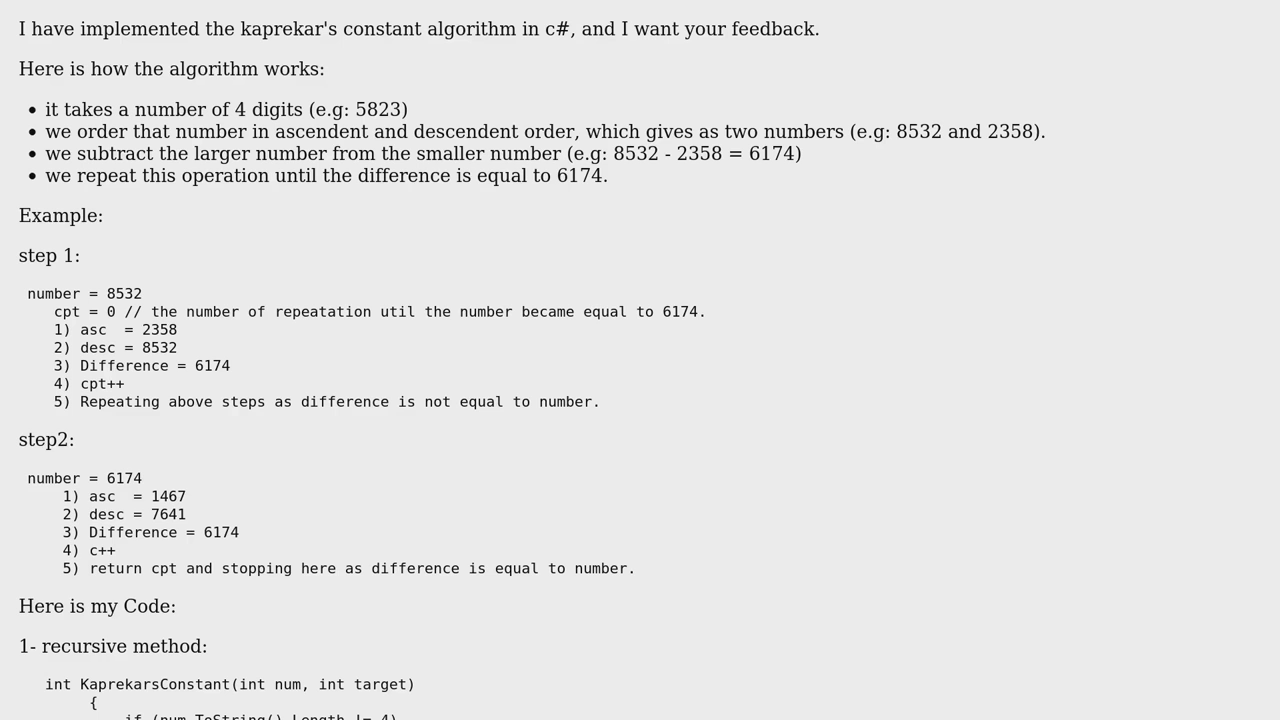 I have implemented the kaprekar's constant algorithm in c#, and I want your feedback.
Here is how the algorithm works:
• it takes a number of 4 digits (e.g: 5823)
• we order that number in ascendent and descendent order, which gives as two numbers (e.g: 8532 and 2358).
• we subtract the larger number from the smaller number (e.g: 8532 - 2358 = 6174)
• we repeat this operation until the difference is equal to 6174.
Example:
step 1:
number = 8532
cpt = 0 // the number of repeatation util the number became equal to 6174.
1) asc  = 2358
2) desc = 8532
3) Difference = 6174
4) cpt++
5) Repeating above steps as difference is not equal to number.
step2:
number = 6174
1) asc  = 1467
2) desc = 7641
3) Difference = 6174
4) c++
5) return cpt and stopping here as difference is equal to number.
Here is my Code:
1- recursive method:
int KaprekarsConstant(int num, int target)
{
if (num.ToString().Length != 4)